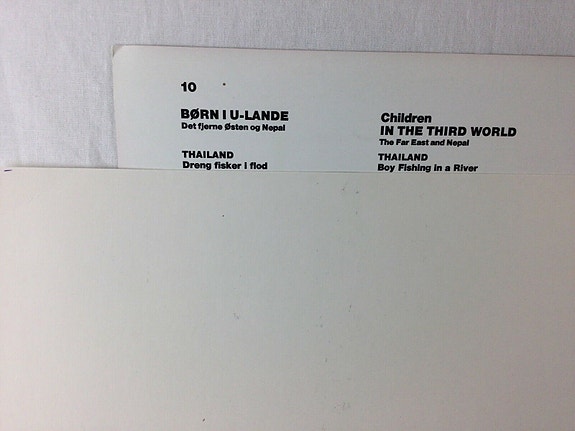 10
BØRN I U-LANDE
Det fjerne Østen og Nepal
THAILAND
Dreng fisker i flod
Children
IN THE THIRD WORLD
The Far East and Nepal
THAILAND
Boy Fishing in a River